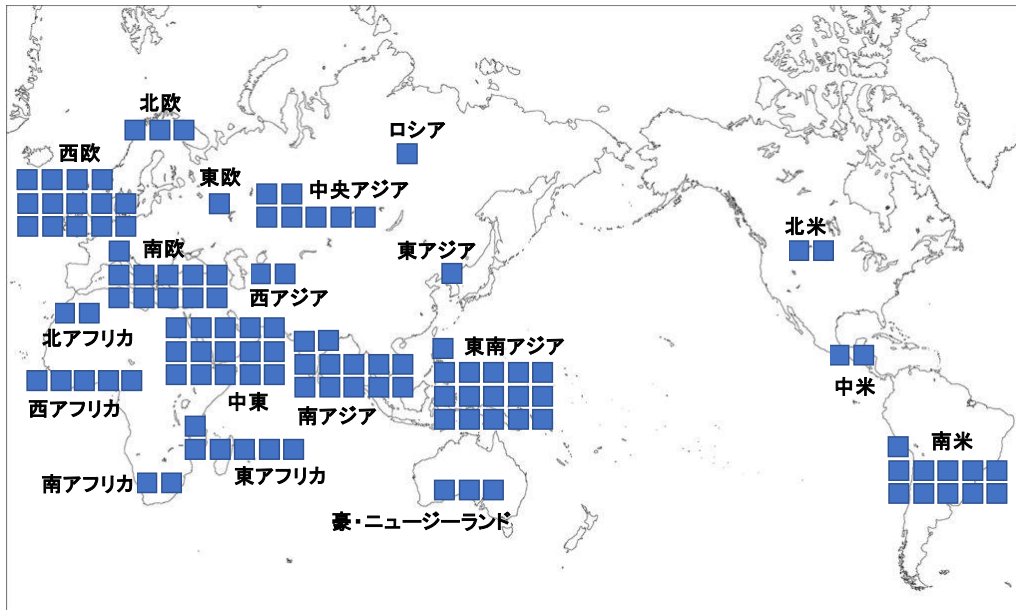 北欧
ロシア
西欧
東欧
中央アジア
北米
南欧
東アジア
西アジア
北アフリカ
東南アジア
中米
西アフリカ
中東
南アジア
南米
南アフリカ
東アフリカ
豪・ニュージーランド